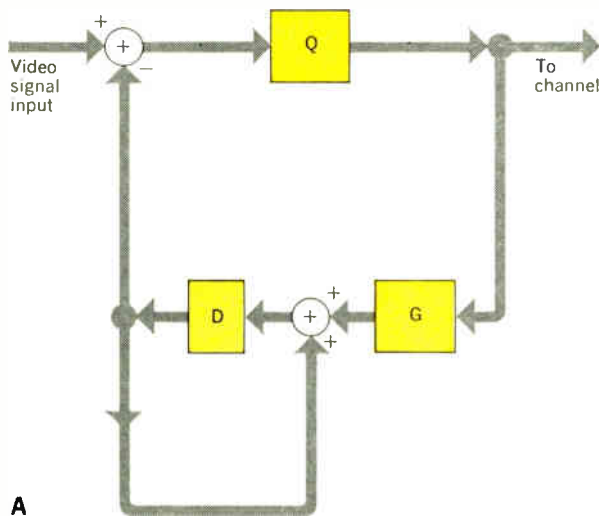 +
+
−
Video
signal
input
Q
To
channel
D
+
+
+
G
A